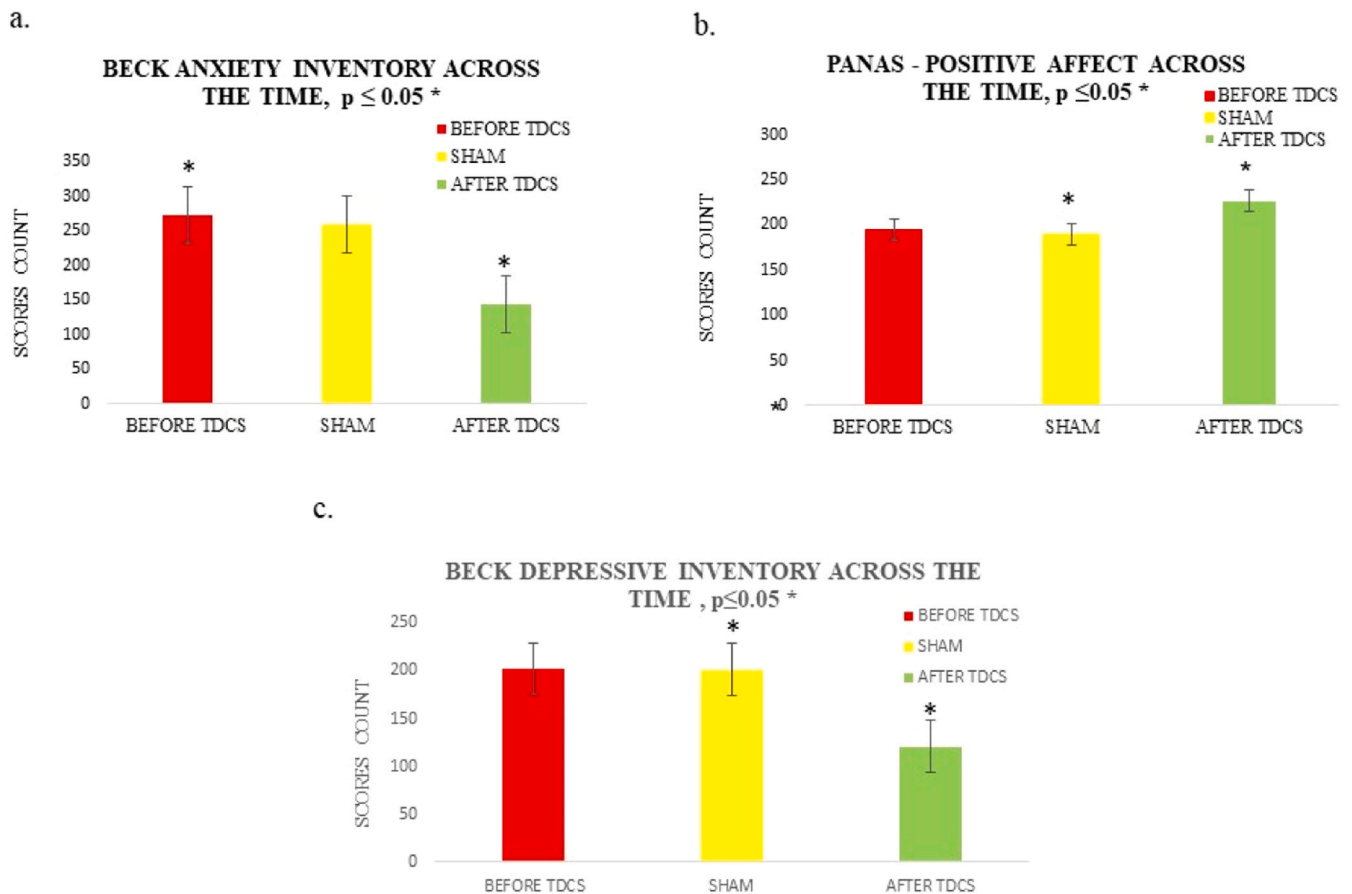 a.
BECK ANXIETY INVENTORY ACROSS
THE TIME, p ≤ 0.05 *
BEFORE TDCS
SHAM
AFTER TDCS
350
300
250
200
150
100
50
0
SCORES COUNT
*
*
BEFORE TDCS SHAM AFTER TDCS
b.
PANAS - POSITIVE AFFECT ACROSS
THE TIME, p ≤0.05 *
BEFORE TDCS
SHAM
AFTER TDCS
300
250
200
150
100
50
*0
SCORES COUNT
*
*
BEFORE TDCS SHAM AFTER TDCS
c.
BECK DEPRESSIVE INVENTORY ACROSS THE
TIME , p≤0.05 *
BEFORE TDCS
SHAM
AFTER TDCS
250
200
150
100
50
0
SCORES COUNT
*
*
BEFORE TDCS SHAM AFTER TDCS